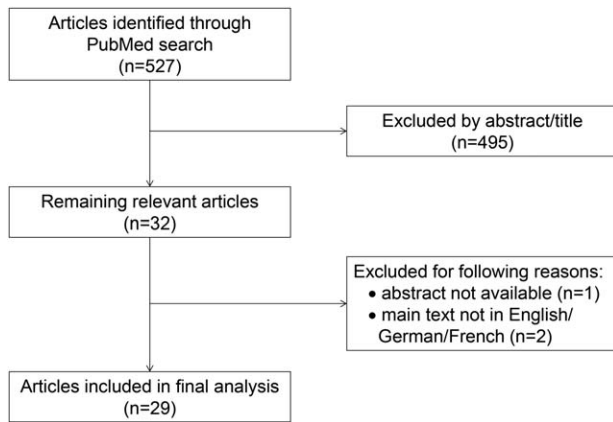 Articles identified through
PubMed search
(n=527)
Excluded by abstract/title
(n=495)
Remaining relevant articles
(n=32)
Excluded for following reasons:
• abstract not available (n=1)
• main text not in English/
German/French (n=2)
Articles included in final analysis
(n=29)